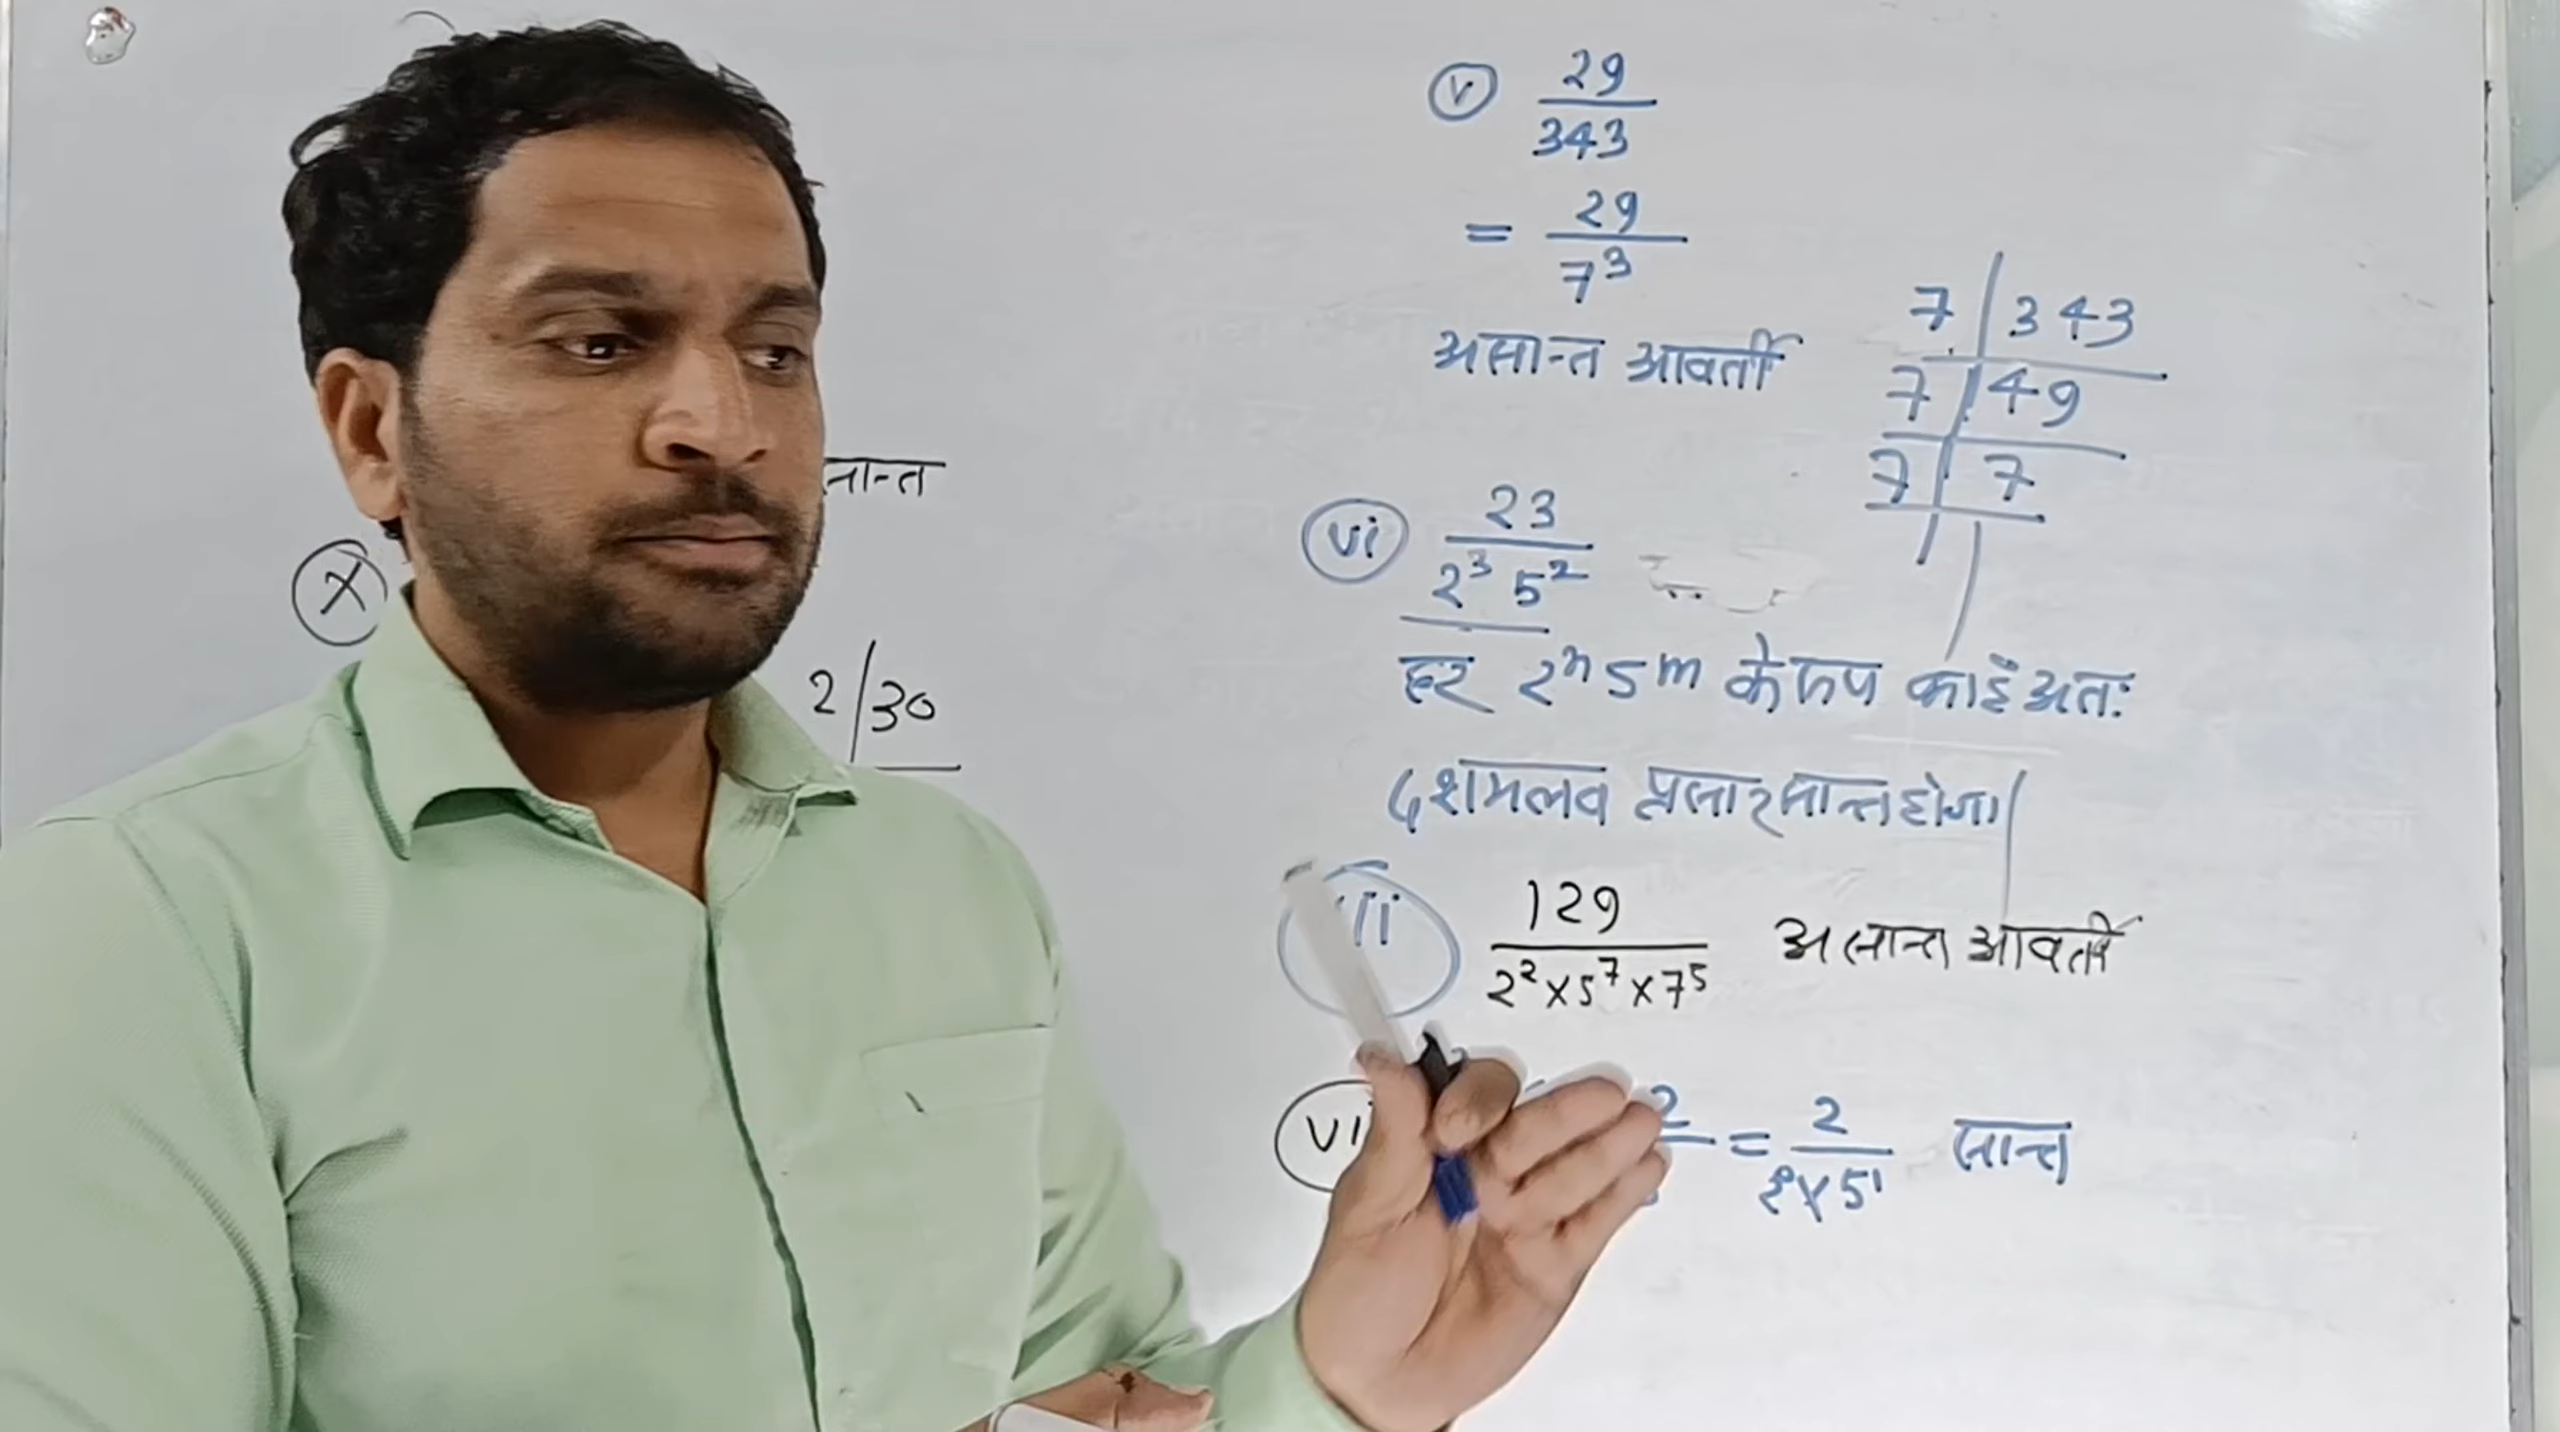 न्त
X
2 | 30
v 29/343
= 29/7³
असान्त आवर्ती
7 | 343
7 | 49
7 | 7
vi 23/2³ 5²
हर 2ⁿ 5ᵐ के रूप का है अतः
दशमलव प्रसार सान्त होगा
129/2² × 5⁷ × 7⁵ असान्त आवर्ती
= 2/2⁰ × 5¹ सान्त